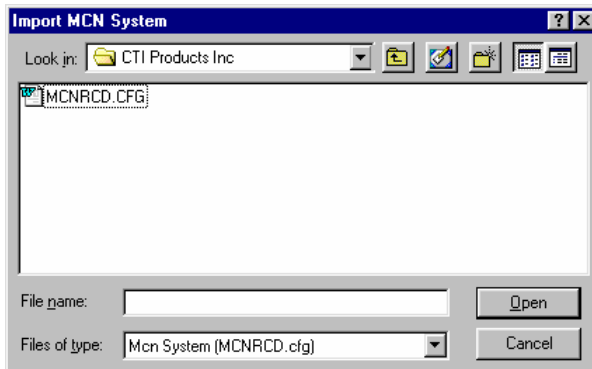 Import MCN System
Look in: CTI Products Inc
MCNRCD.CFG
File name:
Open
Files of type: Mcn System (MCNRCD.cfg)
Cancel